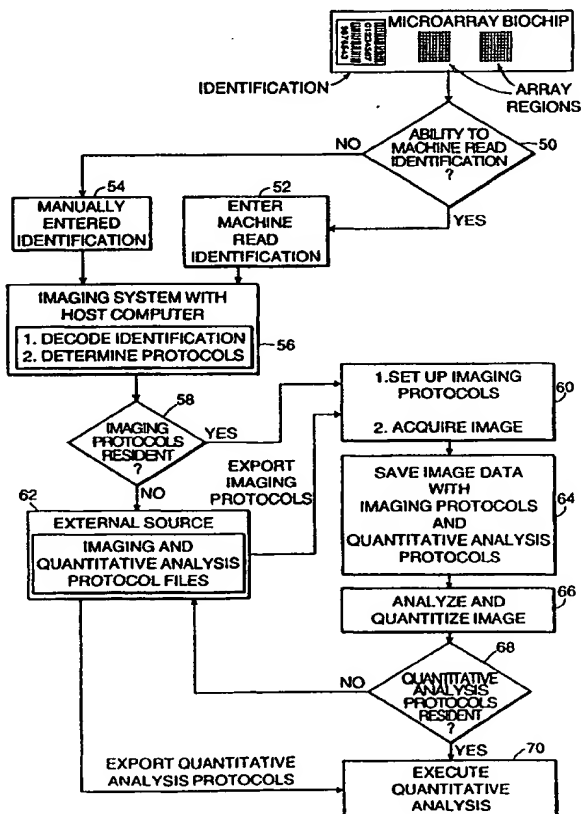 MICROARRAY BIOCHIP
IDENTIFICATION
ARRAY
REGIONS
ABILITY TO
MACHINE READ
IDENTIFICATION
?
50
NO
YES
54
MANUALLY
ENTERED
IDENTIFICATION
52
ENTER
MACHINE
READ
IDENTIFICATION
IMAGING SYSTEM WITH
HOST COMPUTER
1. DECODE IDENTIFICATION
2. DETERMINE PROTOCOLS
56
58
IMAGING
PROTOCOLS
RESIDENT
?
YES
NO
EXPORT
IMAGING
PROTOCOLS
1.SET UP IMAGING
PROTOCOLS
2. ACQUIRE IMAGE
60
62
EXTERNAL SOURCE
IMAGING AND
QUANTITATIVE ANALYSIS
PROTOCOL FILES
SAVE IMAGE DATA
WITH
IMAGING PROTOCOLS
AND
QUANTITATIVE ANALYSIS
PROTOCOLS
64
66
ANALYZE AND
QUANTITIZE IMAGE
68
QUANTITATIVE
ANALYSIS
PROTOCOLS
RESIDENT
?
NO
YES
EXPORT QUANTITATIVE
ANALYSIS PROTOCOLS
70
EXECUTE
QUANTITATIVE
ANALYSIS